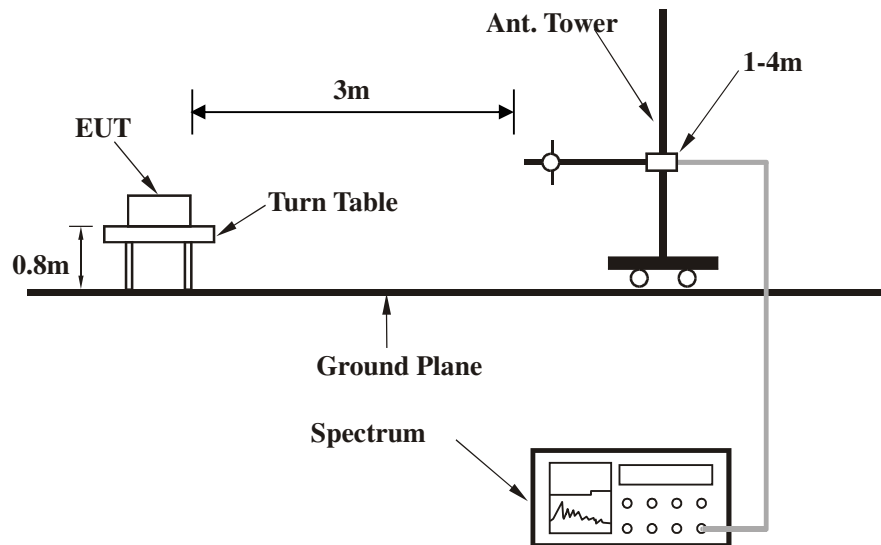 Ant. Tower
1-4m
3m
EUT
Turn Table
0.8m
Ground Plane
Spectrum